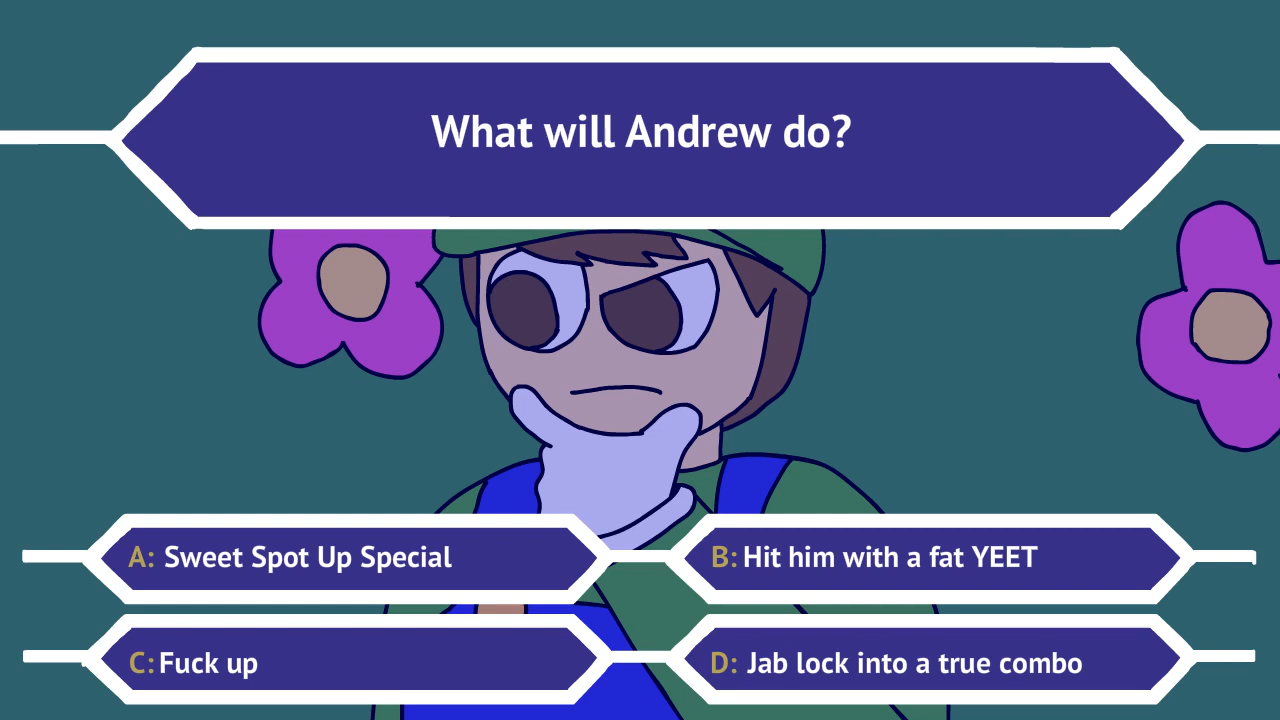 What will Andrew do?
A: Sweet Spot Up Special
B: Hit him with a fat YEET
C: Fuck up
D: Jab lock into a true combo